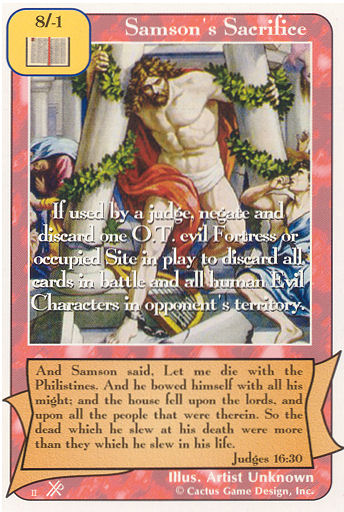 8/-1
Samson's Sacrifice
If used by a judge, negate and
discard one O.T. evil Fortress or
occupied Site in play to discard all
cards in battle and all human Evil
Characters in opponent's territory.
And Samson said, Let me die with the
Philistines. And he bowed himself with all his
might; and the house fell upon the lords, and
upon all the people that were therein. So the
dead which he slew at his death were more
than they which he slew in his life.
Judges 16:30
Illus. Artist Unknown
II
© Cactus Game Design, Inc.